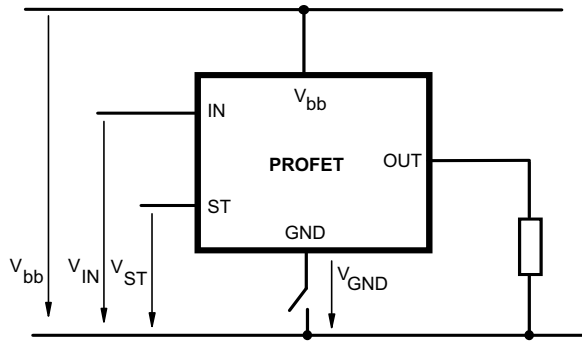 V_bb
IN
PROFET
OUT
ST
GND
V_bb
V_IN
V_ST
V_GND